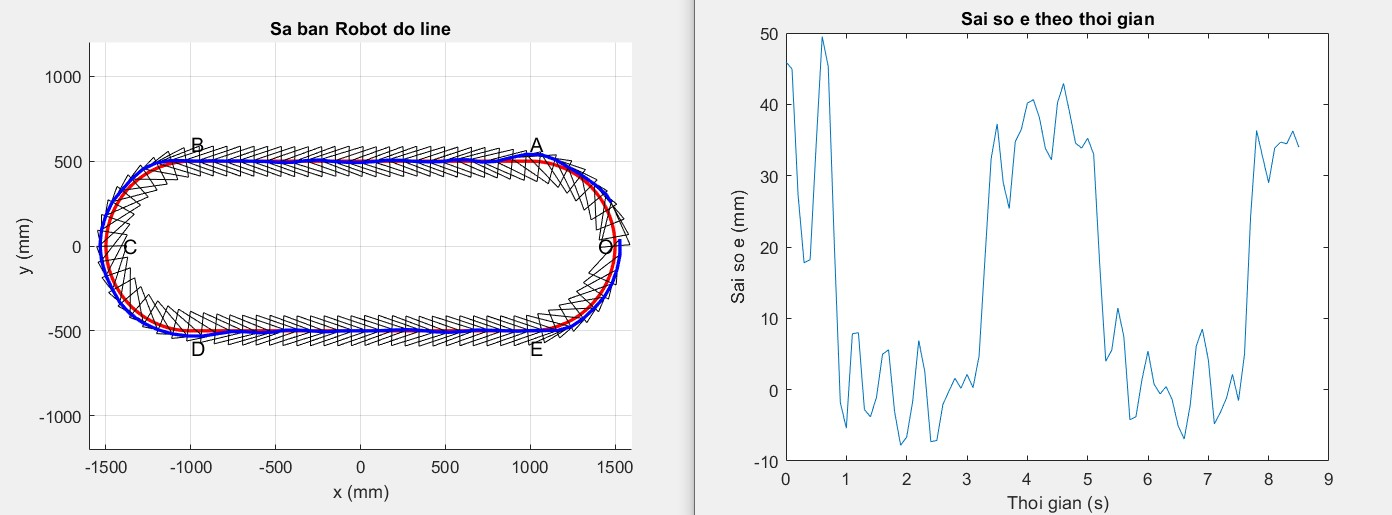 Sa ban Robot do line
1000
500
0
-500
-1000
y (mm)
B
A
C
O
D
E
-1500
-1000
-500
0
500
1000
1500
x (mm)
Sai so e theo thoi gian
50
40
30
20
10
0
-10
Sai so e (mm)
0
1
2
3
4
5
6
7
8
9
Thoi gian (s)